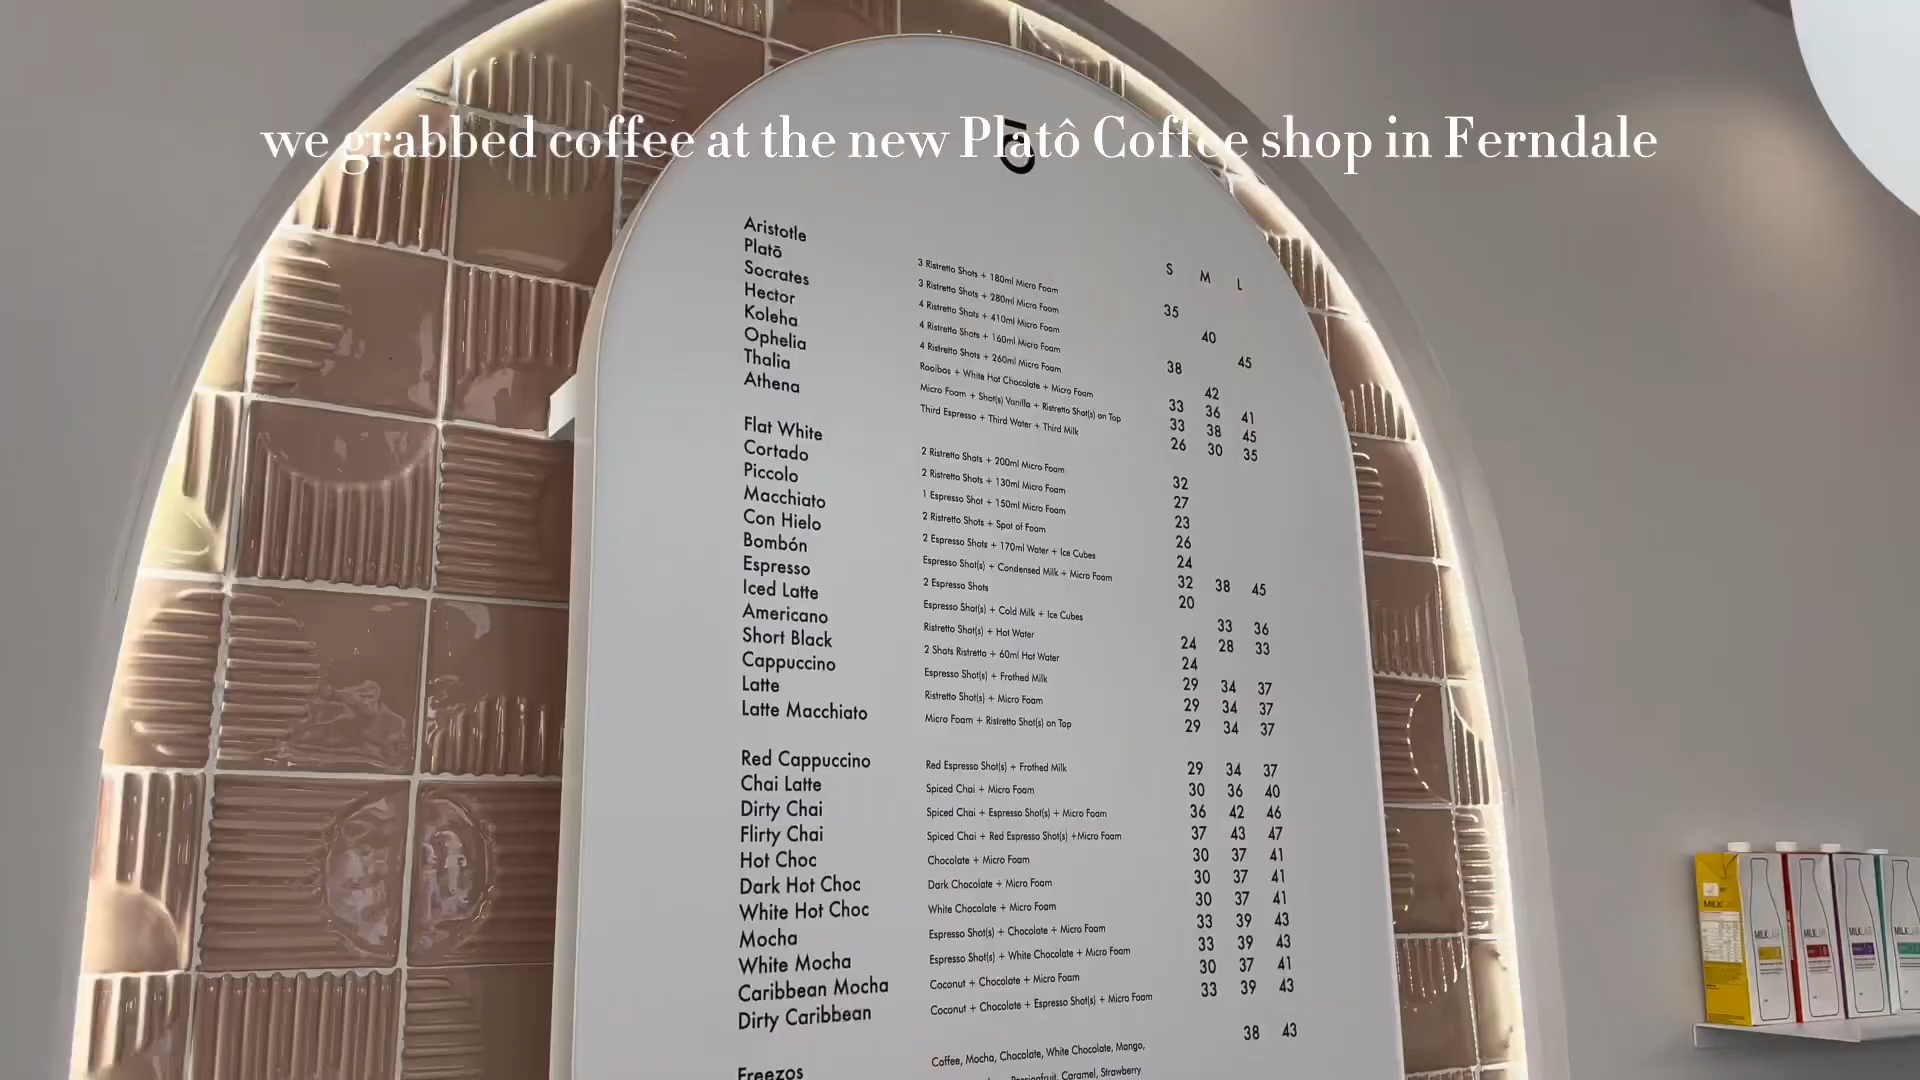 we grabbed coffee at the new Platô Coffee shop in Ferndale
S M L
Aristotle 3 Ristretto Shots + 180ml Micro Foam 35
Platō 3 Ristretto Shots + 280ml Micro Foam 40
Socrates 4 Ristretto Shots + 410ml Micro Foam 45
Hector 4 Ristretto Shots + 160ml Micro Foam 38
Koleha 4 Ristretto Shots + 260ml Micro Foam 42
Ophelia Rooibos + White Hot Chocolate + Micro Foam 33 36 41
Thalia Micro Foam + Shot(s) Vanilla + Ristretto Shot(s) on Top 33 38 45
Athena Third Espresso + Third Water + Third Milk 26 30 35
Flat White 2 Ristretto Shots + 200ml Micro Foam 32
Cortado 2 Ristretto Shots + 130ml Micro Foam 27
Piccolo 1 Espresso Shot + 150ml Micro Foam 23
Macchiato 2 Ristretto Shots + Spot of Foam 26
Con Hielo 2 Espresso Shots + 170ml Water + Ice Cubes 24
Bombón Espresso Shot(s) + Condensed Milk + Micro Foam 32 38 45
Espresso 2 Espresso Shots 20
Iced Latte Espresso Shot(s) + Cold Milk + Ice Cubes 33 36
Americano Ristretto Shot(s) + Hot Water 24 28 33
Short Black 2 Shots Ristretto + 60ml Hot Water 24
Cappuccino Espresso Shot(s) + Frothed Milk 29 34 37
Latte Ristretto Shot(s) + Micro Foam 29 34 37
Latte Macchiato Micro Foam + Ristretto Shot(s) on Top 29 34 37
Red Cappuccino Red Espresso Shot(s) + Frothed Milk 29 34 37
Chai Latte Spiced Chai + Micro Foam 30 36 40
Dirty Chai Spiced Chai + Espresso Shot(s) + Micro Foam 36 42 46
Flirty Chai Spiced Chai + Red Espresso Shot(s) +Micro Foam 37 43 47
Hot Choc Chocolate + Micro Foam 30 37 41
Dark Hot Choc Dark Chocolate + Micro Foam 30 37 41
White Hot Choc White Chocolate + Micro Foam 30 37 41
Mocha Espresso Shot(s) + Chocolate + Micro Foam 33 39 43
White Mocha Espresso Shot(s) + White Chocolate + Micro Foam 33 39 43
Caribbean Mocha Coconut + Chocolate + Micro Foam 30 37 41
Dirty Caribbean Coconut + Chocolate + Espresso Shot(s) + Micro Foam 33 39 43
Freezos Coffee, Mocha, Chocolate, White Chocolate, Mango, 38 43
Caramel, Strawberry
MILK
MILK LAB
MILK LAB
MILK LAB
MILK LAB